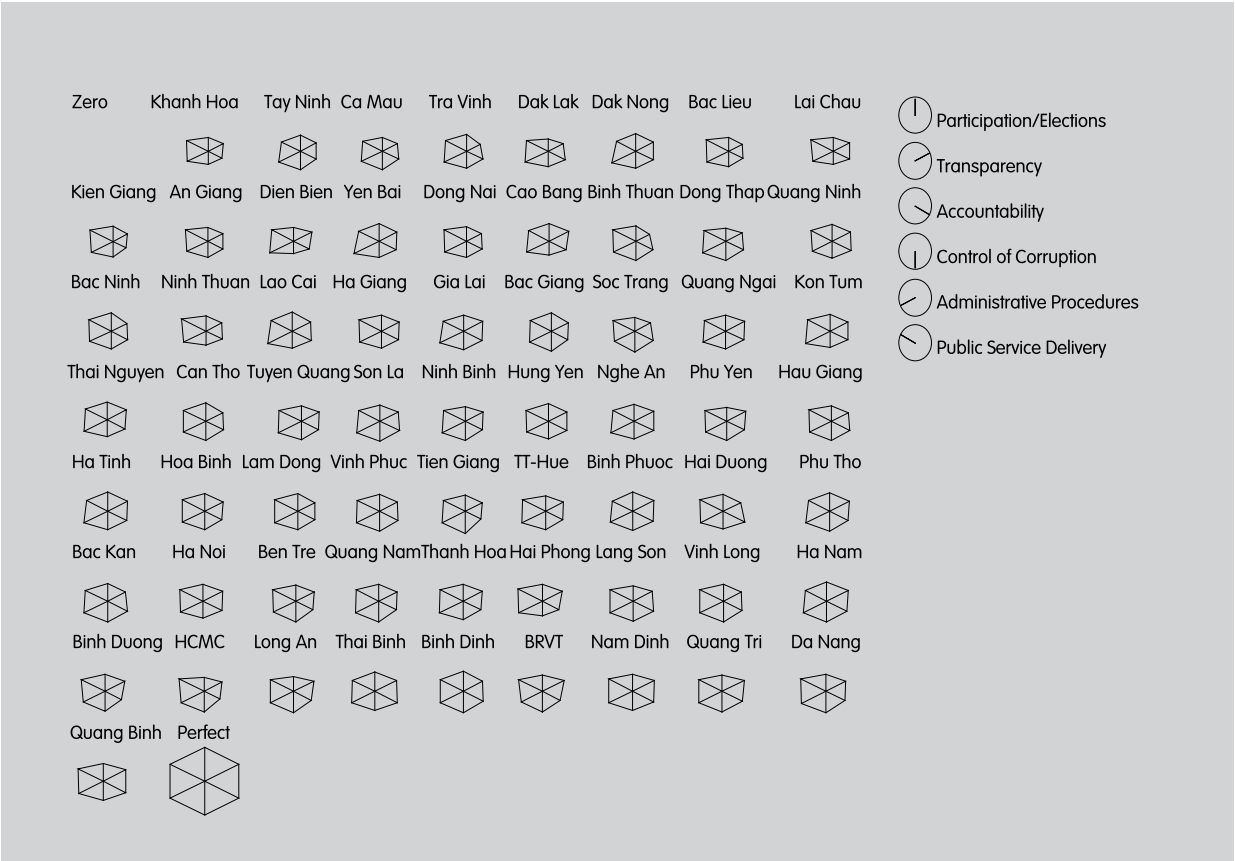 Zero Khanh Hoa Tay Ninh Ca Mau Tra Vinh Dak Lak Dak Nong Bac Lieu Lai Chau
Kien Giang An Giang Dien Bien Yen Bai Dong Nai Cao Bang Binh Thuan Dong Thap Quang Ninh
Bac Ninh Ninh Thuan Lao Cai Ha Giang Gia Lai Bac Giang Soc Trang Quang Ngai Kon Tum
Thai Nguyen Can Tho Tuyen Quang Son La Ninh Binh Hung Yen Nghe An Phu Yen Hau Giang
Ha Tinh Hoa Binh Lam Dong Vinh Phuc Tien Giang TT-Hue Binh Phuoc Hai Duong Phu Tho
Bac Kan Ha Noi Ben Tre Quang Nam Thanh Hoa Hai Phong Lang Son Vinh Long Ha Nam
Binh Duong HCMC Long An Thai Binh Binh Dinh BRVT Nam Dinh Quang Tri Da Nang
Quang Binh Perfect
Participation/Elections
Transparency
Accountability
Control of Corruption
Administrative Procedures
Public Service Delivery